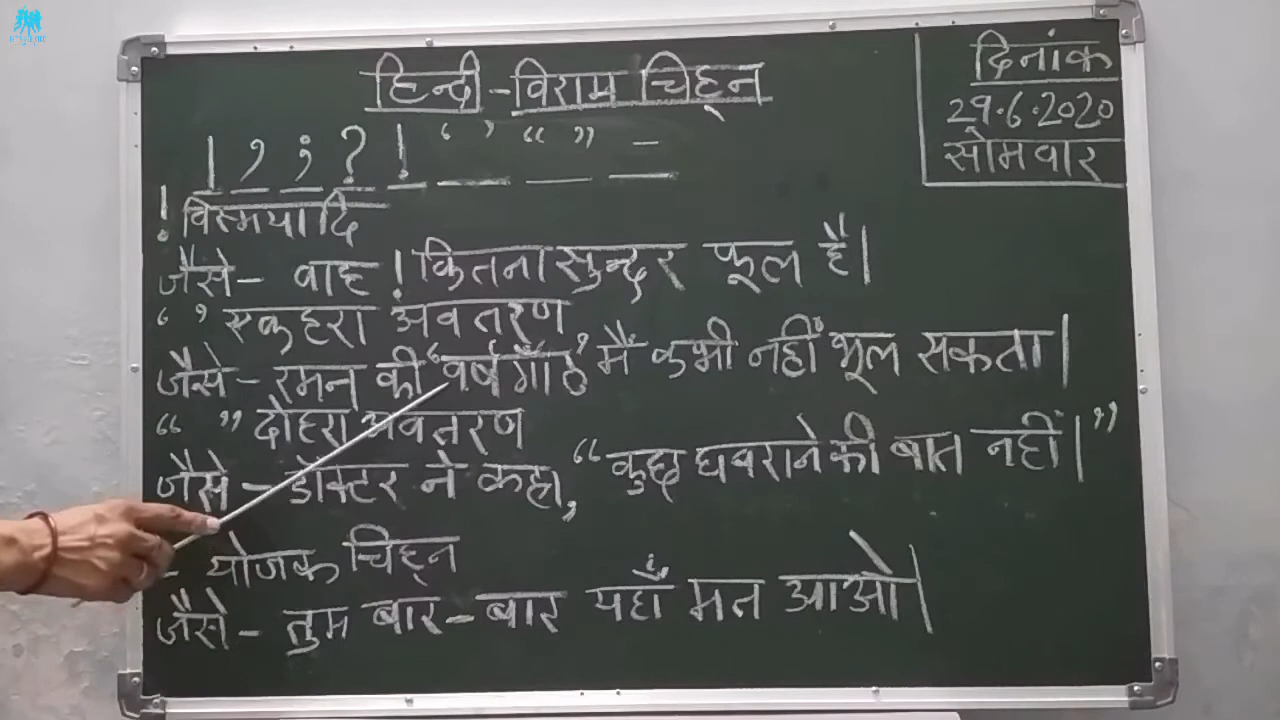 हिन्दी - विराम चिह्न
दिनांक
29.6.2020
सोमवार
। , ; ? ! ‘ ’ “ ” -
! विस्मयादि
जैसे - वाह ! कितना सुन्दर फूल है।
‘ ’ एकहरा अवतरण
जैसे - रमन की ‘वर्षगाँठ’ मैं कभी नहीं भूल सकता।
“ ” दोहरा अवतरण
जैसे - डॉक्टर ने कहा, “कुछ घबराने की बात नहीं।”
- योजक चिह्न
जैसे - तुम बार-बार यहाँ मत आओ।